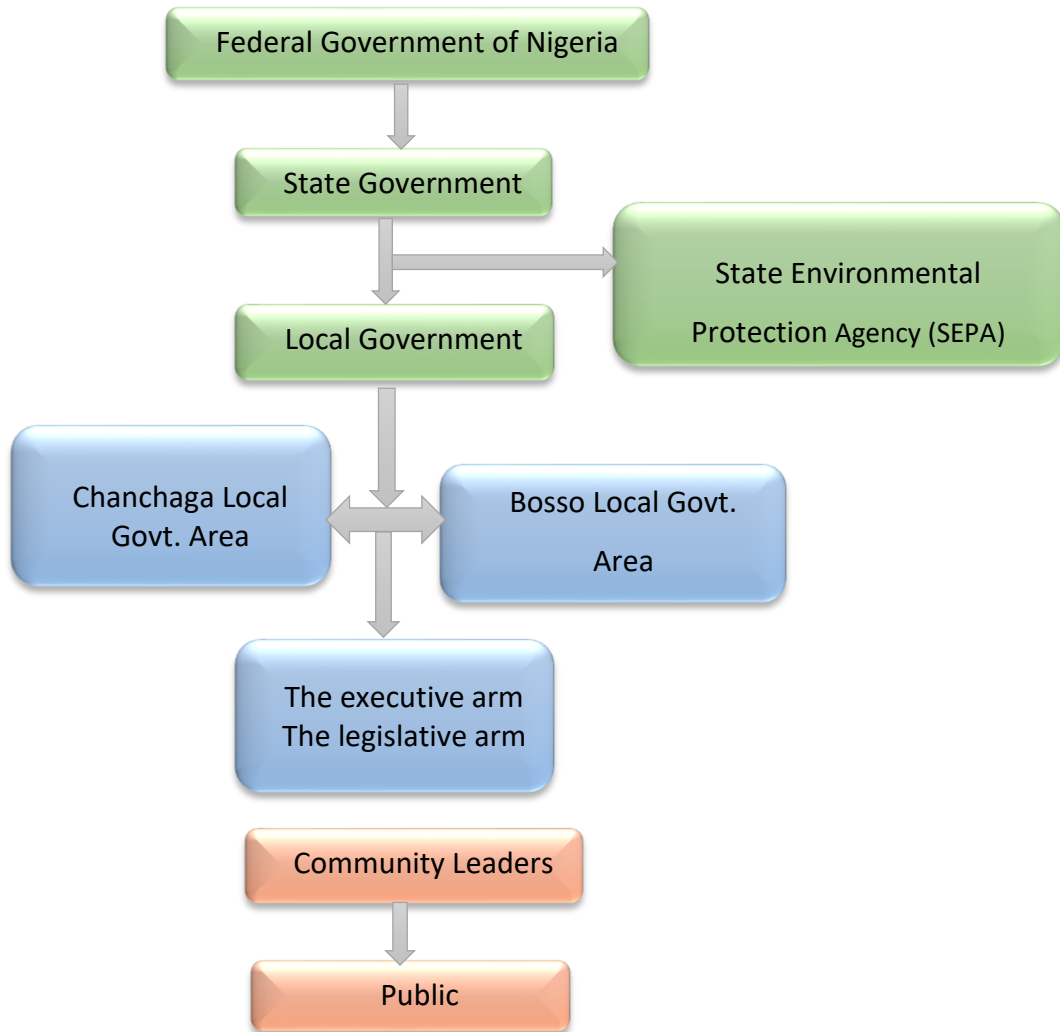 Federal Government of Nigeria
State Government
State Environmental
Protection Agency (SEPA)
Local Government
Chanchaga Local
Govt. Area
Bosso Local Govt.
Area
The executive arm
The legislative arm
Community Leaders
Public